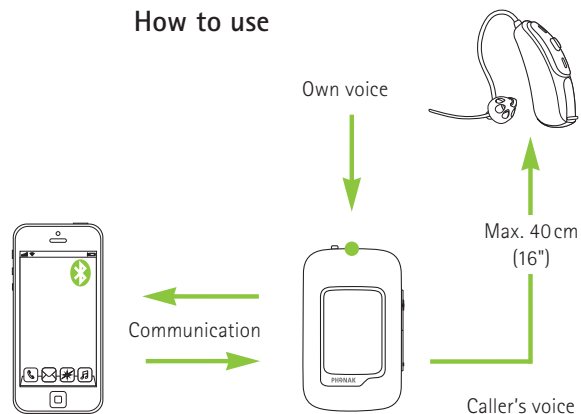 How to use
Own voice
Max. 40 cm
(16")
Communication
PHONAK
Caller's voice